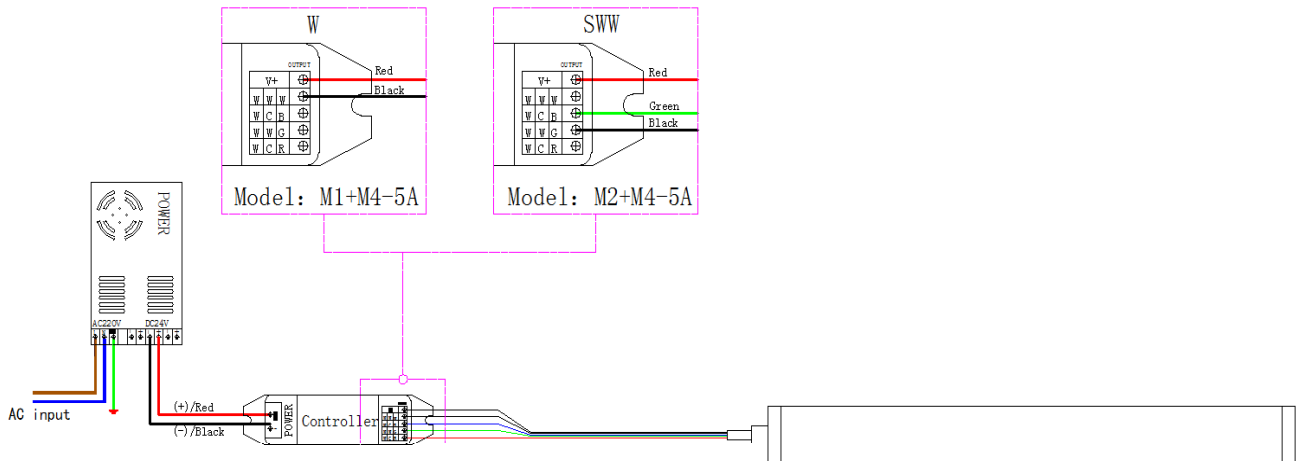 W
OUTPUT
V+
Red
W W W
Black
W C B
W W G
W C R
Model: M1+M4-5A
SWW
OUTPUT
V+
Red
W W W
W C B
Green
W W G
Black
W C R
Model: M2+M4-5A
POWER
AC220V
DC24V
AC input
(+)/Red
(-)/Black
POWER
Controller